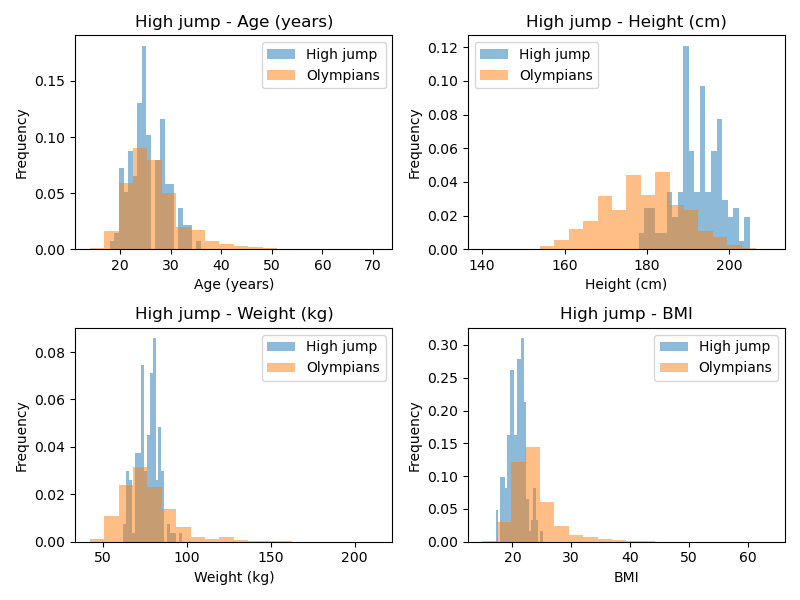 High jump - Age (years)
High jump
Olympians
Frequency
0.15
0.10
0.05
0.00
20 30 40 50 60 70
Age (years)
High jump - Height (cm)
High jump
Olympians
Frequency
0.12
0.10
0.08
0.06
0.04
0.02
0.00
140 160 180 200
Height (cm)
High jump - Weight (kg)
High jump
Olympians
Frequency
0.08
0.06
0.04
0.02
0.00
50 100 150 200
Weight (kg)
High jump - BMI
High jump
Olympians
Frequency
0.30
0.25
0.20
0.15
0.10
0.05
0.00
20 30 40 50 60
BMI